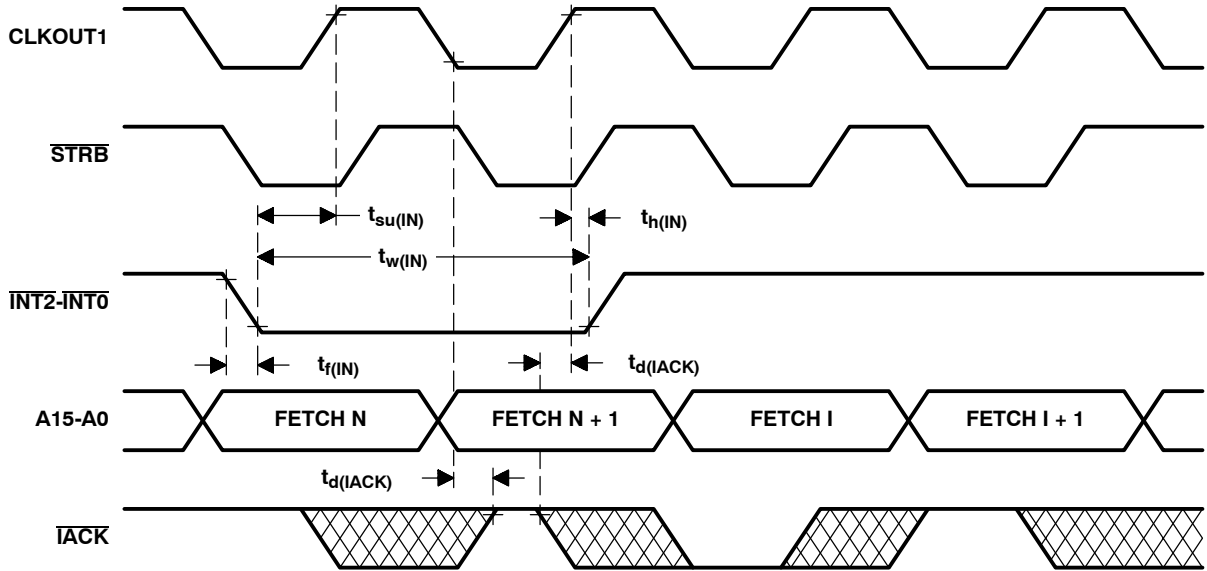 CLKOUT1
STRB
tsu(IN)
th(IN)
tw(IN)
INT2-INT0
tf(IN)
td(IACK)
A15-A0
FETCH N
FETCH N + 1
FETCH I
FETCH I + 1
td(IACK)
IACK